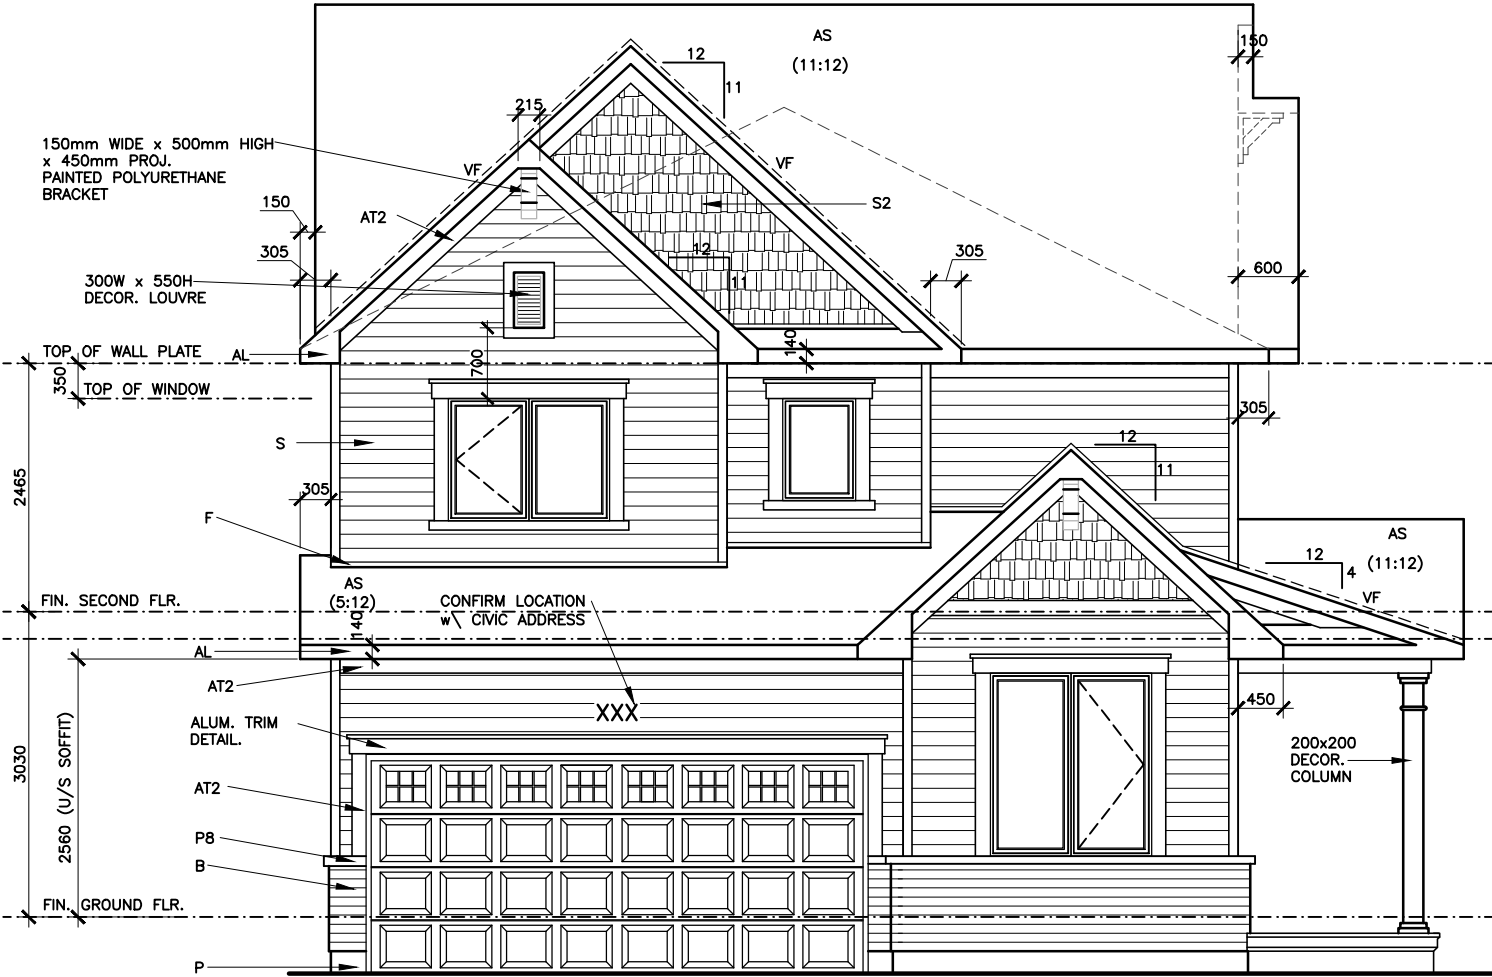 AS
(11:12)
150
12
11
215
150mm WIDE x 500mm HIGH
x 450mm PROJ.
PAINTED POLYURETHANE
BRACKET
VF
VF
150
AT2
S2
305
12
11
305
600
300W x 550H
DECOR. LOUVRE
TOP OF WALL PLATE
AL
140
700
350
TOP OF WINDOW
305
S
12
11
2465
305
F
AS
(11:12)
12
4
AS
(5:12)
VF
FIN. SECOND FLR.
CONFIRM LOCATION
w\ CIVIC ADDRESS
140
AL
AT2
450
XXX
ALUM. TRIM
DETAIL.
200x200
DECOR.
COLUMN
3030
2560 (U/S SOFFIT)
AT2
P8
B
FIN. GROUND FLR.
P